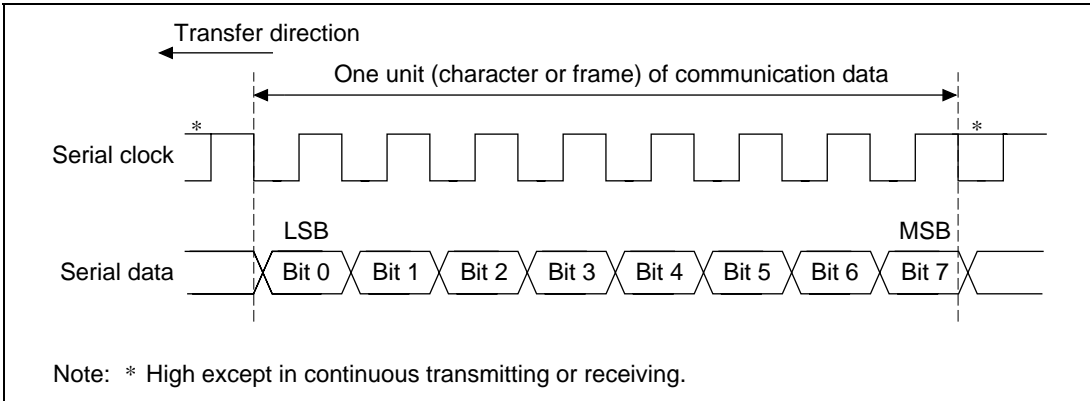 Transfer direction
One unit (character or frame) of communication data
* *
Serial clock
LSB MSB
Serial data Bit 0 Bit 1 Bit 2 Bit 3 Bit 4 Bit 5 Bit 6 Bit 7
Note: * High except in continuous transmitting or receiving.